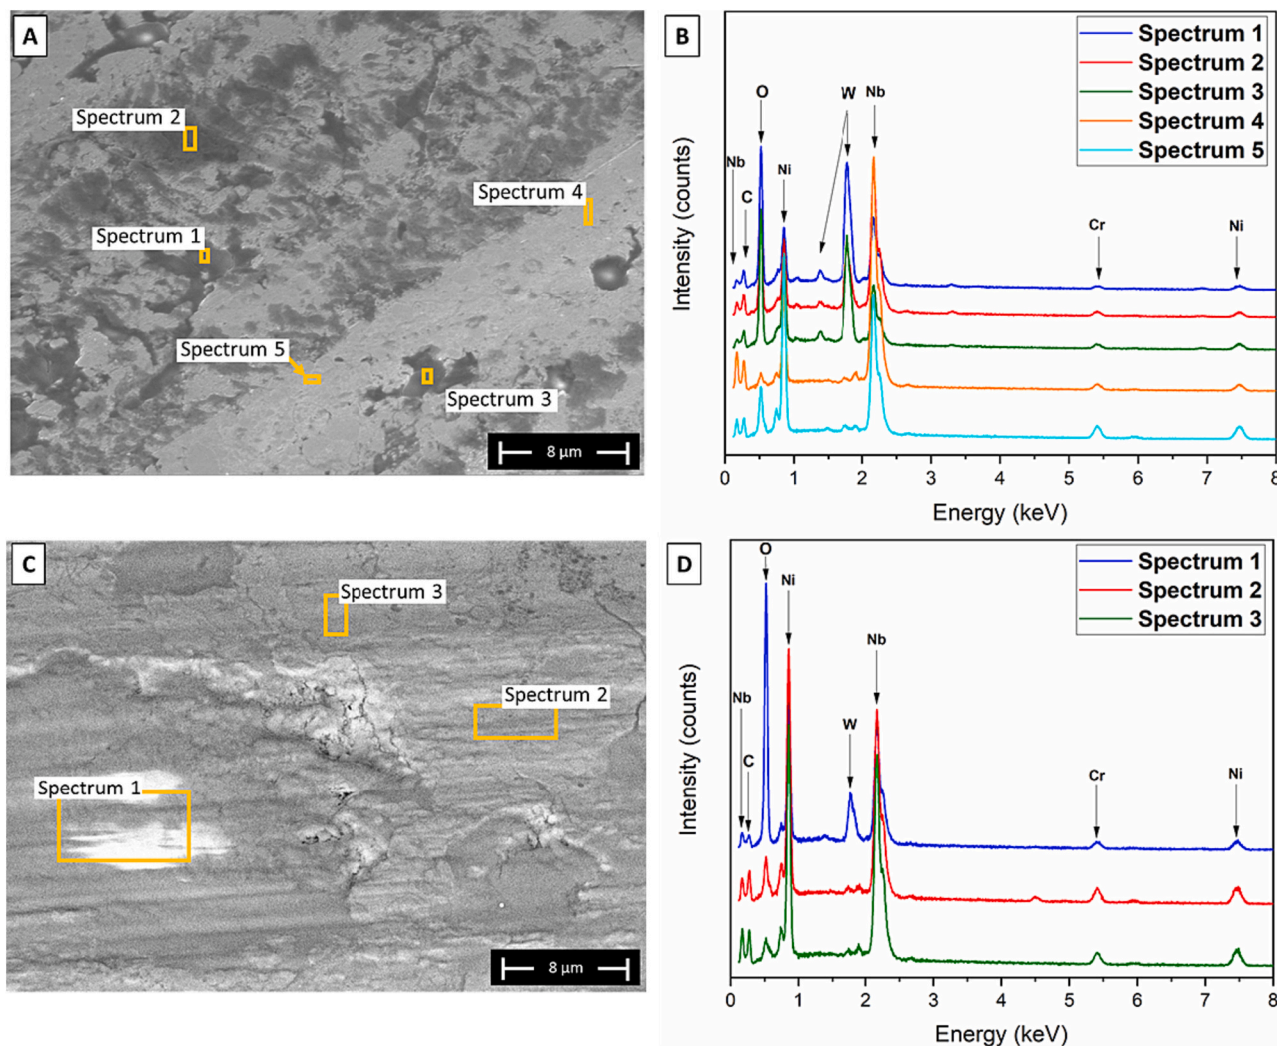 A
Spectrum 2
Spectrum 4
Spectrum 1
Spectrum 5
Spectrum 3
8 µm
B
Spectrum 1
Spectrum 2
Spectrum 3
Spectrum 4
Spectrum 5
O
W
Nb
Nb
Ni
C
Cr
Ni
Intensity (counts)
0 1 2 3 4 5 6 7 8
Energy (keV)
C
Spectrum 3
Spectrum 2
Spectrum 1
8 µm
D
Spectrum 1
Spectrum 2
Spectrum 3
O
Ni
Nb
Nb
W
C
Cr
Ni
Intensity (counts)
0 1 2 3 4 5 6 7 8
Energy (keV)